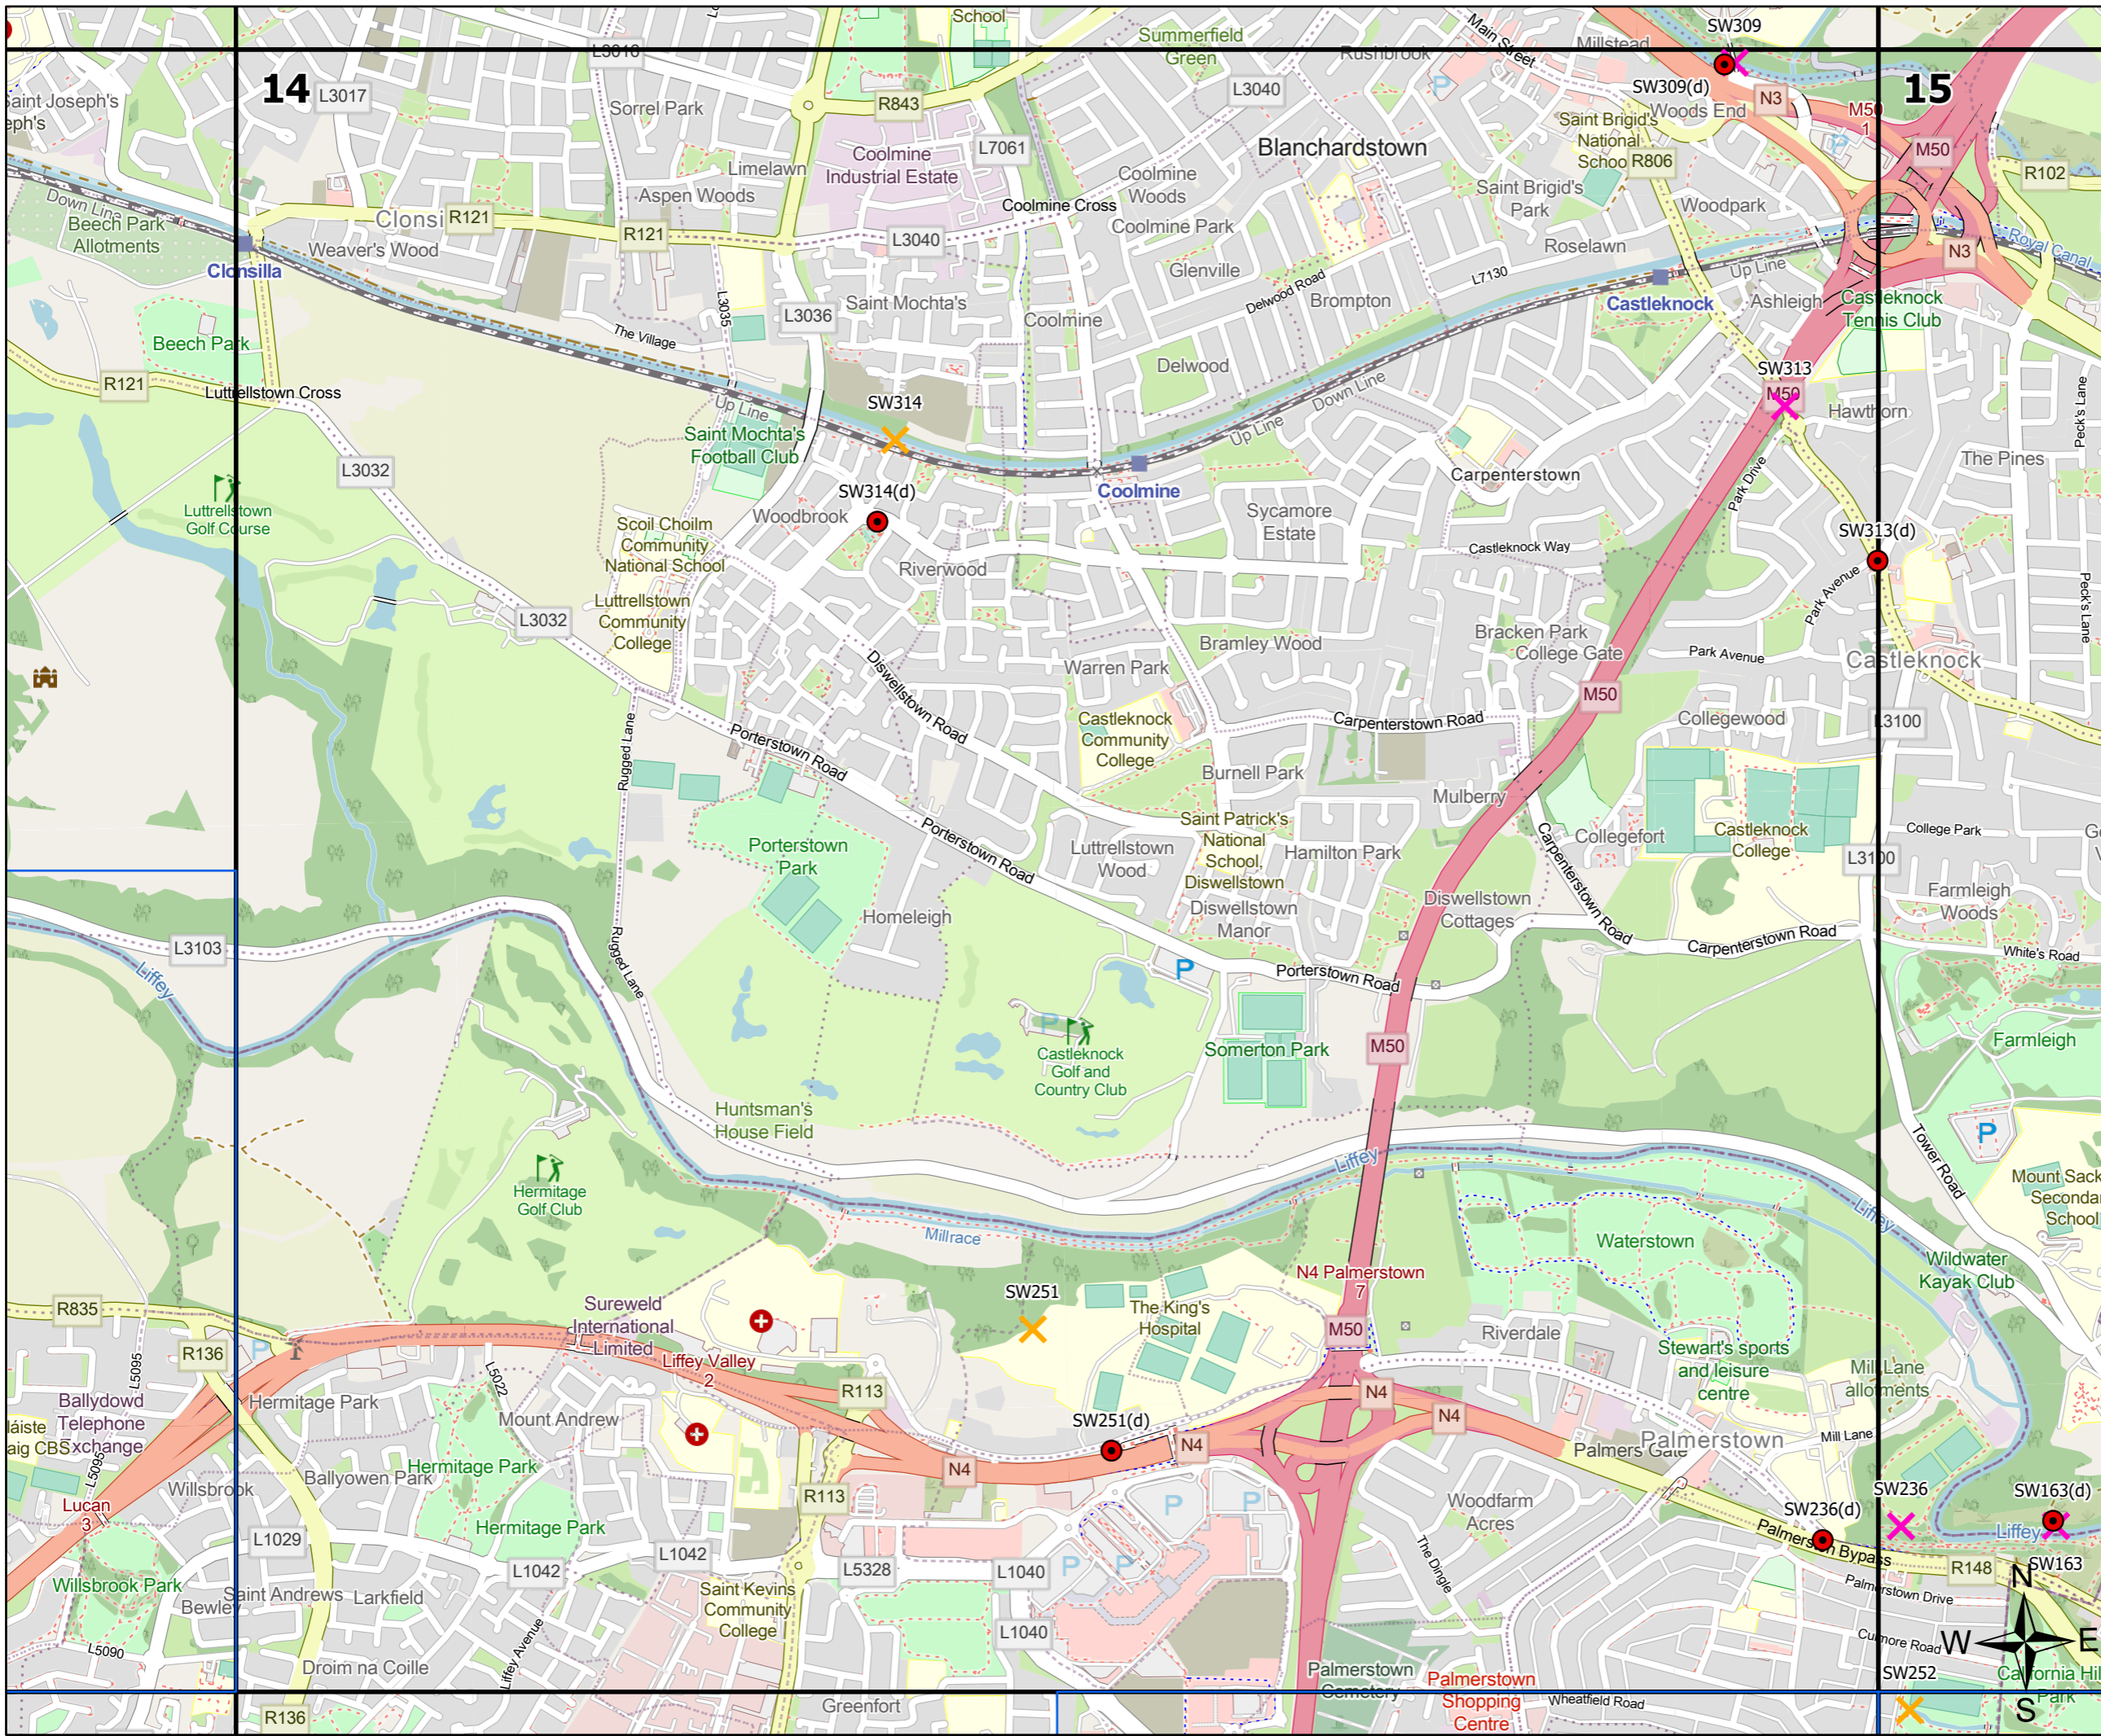 School
Summerfield
Green
Rushbrook
Main Street
Millstead
SW309
14
L3017
L3018
Sorrel Park
R843
L3040
P
SW309(d)
Woods End
N3
M50
1
15
Saint Joseph's
eph's
Coolmine
Industrial Estate
L7061
Blanchardstown
Saint Brigid's
National
School
R806
M50
R102
Limelawn
Aspen Woods
Coolmine
Woods
Coolmine Cross
Coolmine Park
Saint Brigid's
Park
Woodpark
Down Line
Beech Park
Allotments
Clonsi
R121
R121
Weaver's Wood
L3040
Roselawn
Royal Canal
N3
Clonsilla
Glenville
Delwood Road
Brompton
L7130
Up Line
Castleknock
Ashleigh
Castleknock
Tennis Club
L3035
L3036
Saint Mochta's
Coolmine
The Village
Beech Park
R121
Luttrellstown Cross
Delwood
Down Line
Up Line
SW313
M50
Hawthorn
Peck's Lane
SW314
Up Line
Saint Mochta's
Football Club
L3032
Luttrellstown
Golf Course
Coolmine
Carpenterstown
Park Drive
The Pines
SW314(d)
Woodbrook
Sycamore
Estate
Scoil Choilm
Community
National School
Riverwood
Castleknock Way
SW313(d)
Park Avenue
Peck's Lane
Luttrellstown
Community
College
L3032
Bramley Wood
Bracken Park
College Gate
Park Avenue
Castleknock
Diswellstown Road
Warren Park
M50
Rugged Lane
Porterstown Road
Castleknock
Community
College
Carpenterstown Road
Collegewood
L3100
Burnell Park
Mulberry
Porterstown
Park
Porterstown Road
Luttrellstown
Wood
Saint Patrick's
National
School,
Diswellstown
Hamilton Park
Collegefort
Castleknock
College
College Park
L3100
Carpenterstown Road
Homeleigh
Diswellstown
Manor
Diswellstown
Cottages
Farmleigh
Woods
L3103
Liffey
Rugged Lane
Carpenterstown Road
White's Road
P
Porterstown Road
P
Castleknock
Golf and
Country Club
Somerton Park
M50
Farmleigh
Huntsman's
House Field
P
Tower Road
Liffey
Hermitage
Golf Club
Mount Sack
Secondar
School
Millrace
Liffey
Waterstown
Wildwater
Kayak Club
N4 Palmerstown
7
SW251
The King's
Hospital
R835
Sureweld
International
Limited
M50
Riverdale
R136
P
L5095
Liffey Valley
2
Stewart's sports
and leisure
centre
Mill Lane
allotments
Hermitage Park
L5022
Mount Andrew
R113
N4
Ballydowd
Telephone
Exchange
láiste
aig CBS
SW251(d)
N4
N4
Mill Lane
L5095
Hermitage Park
Ballyowen Park
N4
Palmers Gate
Palmerstown
Lucan
3
Willsbrook
R113
P
P
Woodfarm
Acres
SW236(d)
SW236
SW163(d)
Hermitage Park
L1029
Palmerston Bypass
Liffey
L1042
L1042
L5328
L1040
P
P
The Dingle
R148
SW163
Willsbrook Park
Saint Andrews
Bewley
Larkfield
Saint Kevins
Community
College
Palmerstown Drive
N
L1040
W
E
L5090
Liffey Avenue
Droim na Coille
Palmerstown
Cemetery
Palmerstown
Shopping
Centre
Culmore Road
SW252
California Hil
Park
Wheatfield Road
R136
Greenfort
S